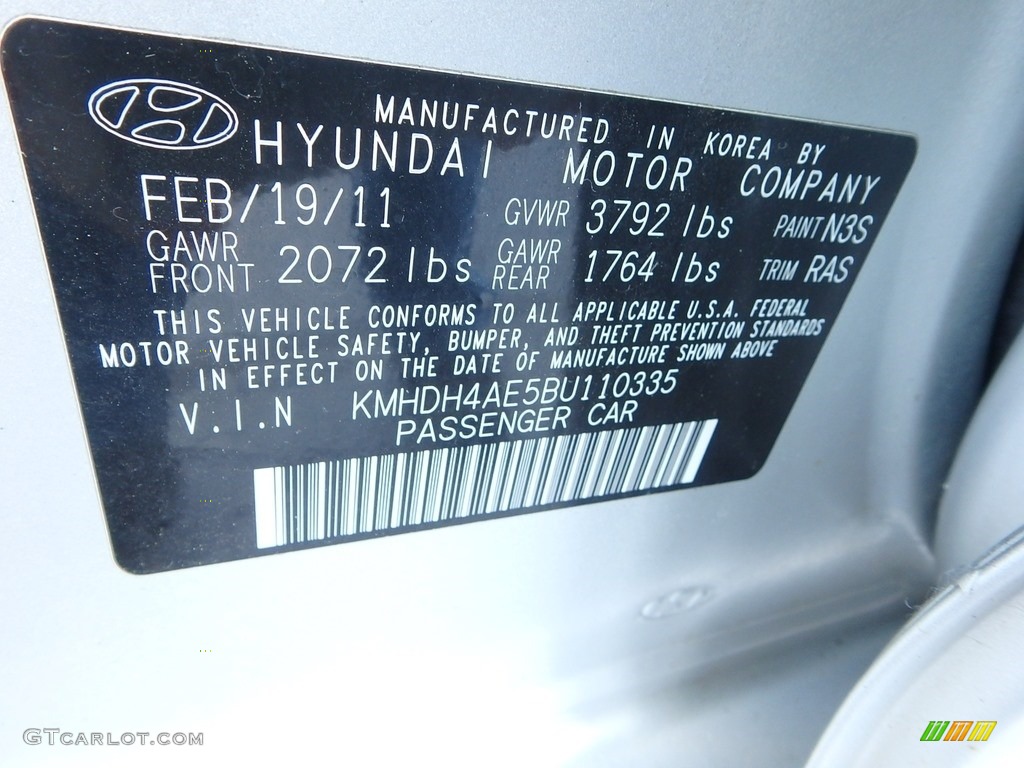 MANUFACTURED IN KOREA BY
HYUNDAI MOTOR COMPANY
FEB/19/11 GVWR 3792 lbs PAINT N3S
GAWR FRONT 2072 lbs GAWR REAR 1764 lbs TRIM RAS
THIS VEHICLE CONFORMS TO ALL APPLICABLE U.S.A. FEDERAL
MOTOR VEHICLE SAFETY, BUMPER, AND THEFT PREVENTION STANDARDS
IN EFFECT ON THE DATE OF MANUFACTURE SHOWN ABOVE
V.I.N KMHDH4AE5BU110335
PASSENGER CAR
GTCARLOT.COM